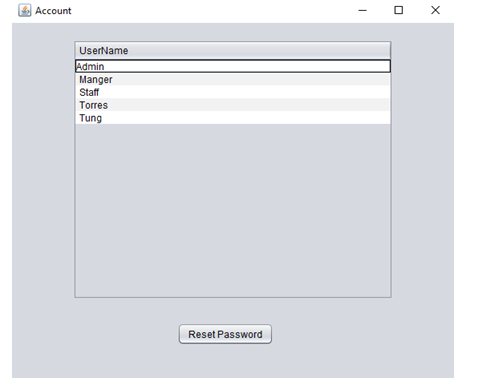 Account
UserName
Admin
Manger
Staff
Torres
Tung
Reset Password